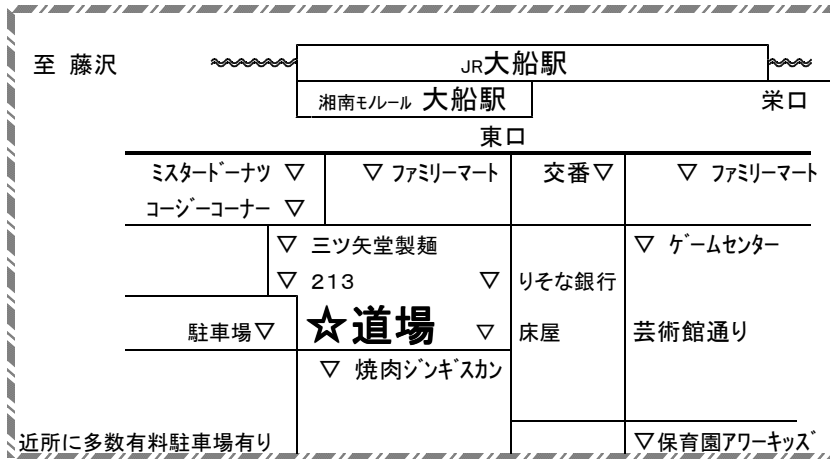 至 藤沢 JR大船駅
湘南ﾓﾉﾚｰﾙ 大船駅 栄口
東口
ﾐｽﾀｰﾄﾞｰﾅﾂ ▽ ▽ ﾌｧﾐﾘｰﾏｰﾄ 交番▽ ▽ ﾌｧﾐﾘｰﾏｰﾄ
ｺｰｼﾞｰｺｰﾅｰ ▽
▽ 三ツ矢堂製麺 ▽ ｹﾞｰﾑｾﾝﾀｰ
▽ 213 ▽ りそな銀行
駐車場▽ ☆道場 ▽ 床屋 芸術館通り
▽ 焼肉ｼﾞﾝｷﾞｽｶﾝ
近所に多数有料駐車場有り ▽保育園ｱﾜｰｷｯｽﾞ